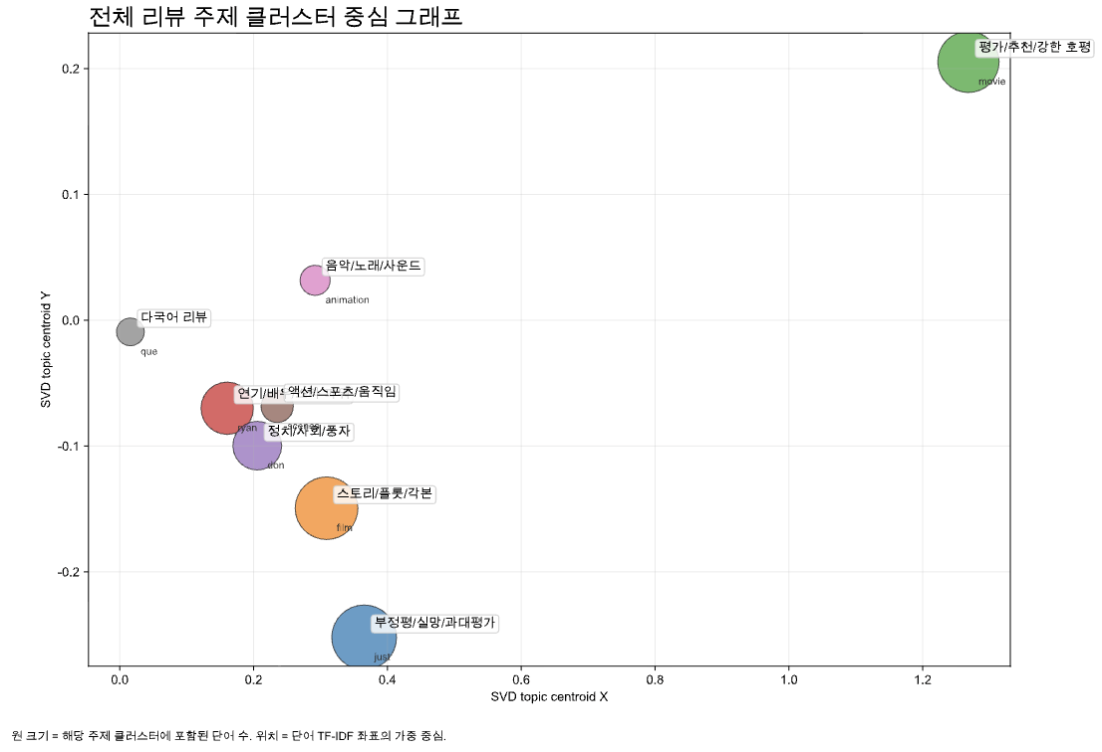 전체 리뷰 주제 클러스터 중심 그래프
평가/추천/강한 호평
movie
음악/노래/사운드
animation
다국어 리뷰
que
연기/배우
액션/스포츠/움직임
ryan
정치/사회/풍자
don
스토리/플롯/각본
film
부정평/실망/과대평가
just
0.2
0.1
0.0
-0.1
-0.2
SVD topic centroid Y
0.0 0.2 0.4 0.6 0.8 1.0 1.2
SVD topic centroid X
원 크기 = 해당 주제 클러스터에 포함된 단어 수. 위치 = 단어 TF-IDF 좌표의 가중 중심.